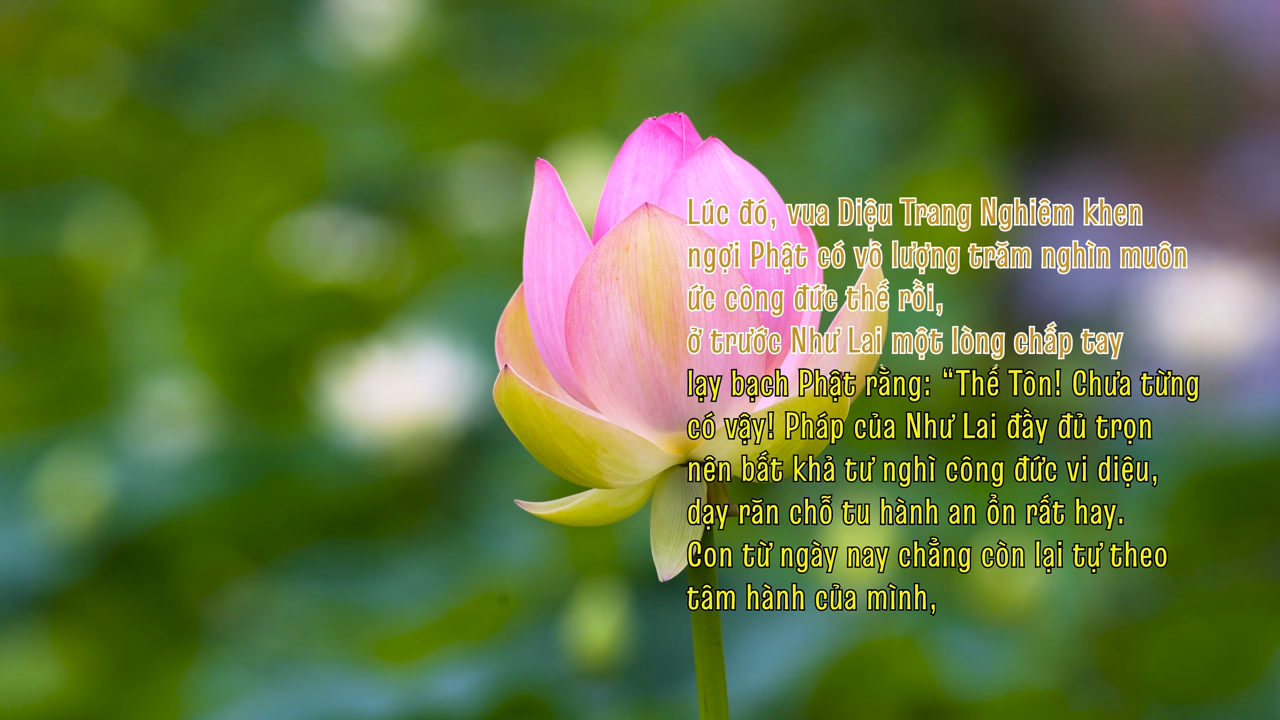 Lúc đó, vua Diệu Trang Nghiêm khen
ngợi Phật có vô lượng trăm nghìn muôn
ức công đức thế rồi,
ở trước Như Lai một lòng chấp tay
lạy bạch Phật rằng: “Thế Tôn! Chưa từng
có vậy! Pháp của Như Lai đầy đủ trọn
nên bất khả tư nghì công đức vi diệu,
dạy răn chỗ tu hành an ổn rất hay.
Con từ ngày nay chẳng còn lại tự theo
tâm hành của mình,